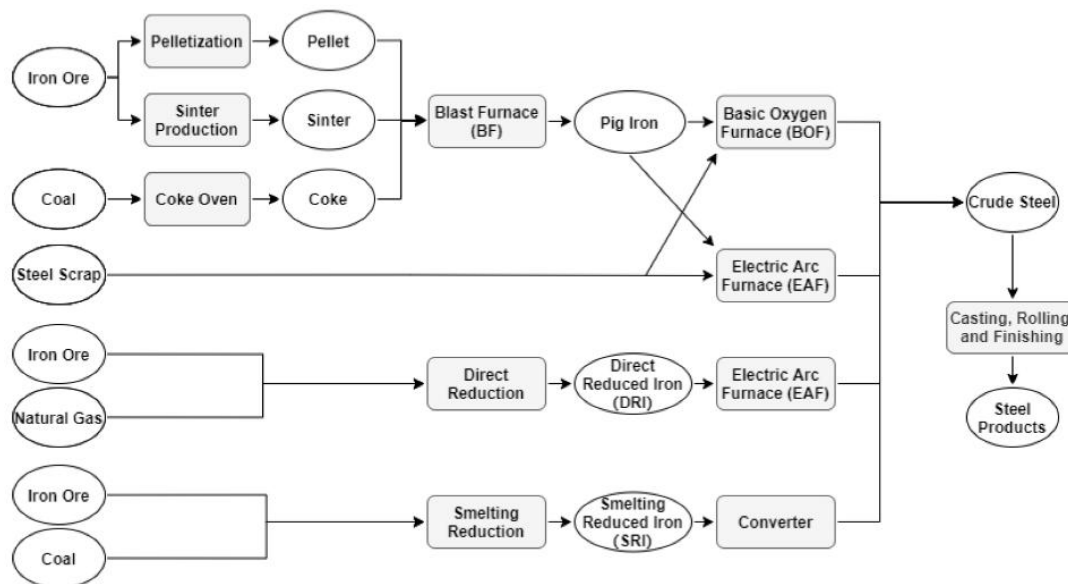 Iron Ore
Pelletization
Pellet
Sinter
Production
Sinter
Coal
Coke Oven
Coke
Blast Furnace
(BF)
Pig Iron
Basic Oxygen
Furnace (BOF)
Steel Scrap
Electric Arc
Furnace (EAF)
Crude Steel
Casting, Rolling
and Finishing
Steel
Products
Iron Ore
Natural Gas
Direct
Reduction
Direct
Reduced Iron
(DRI)
Electric Arc
Furnace (EAF)
Iron Ore
Coal
Smelting
Reduction
Smelting
Reduced Iron
(SRI)
Converter